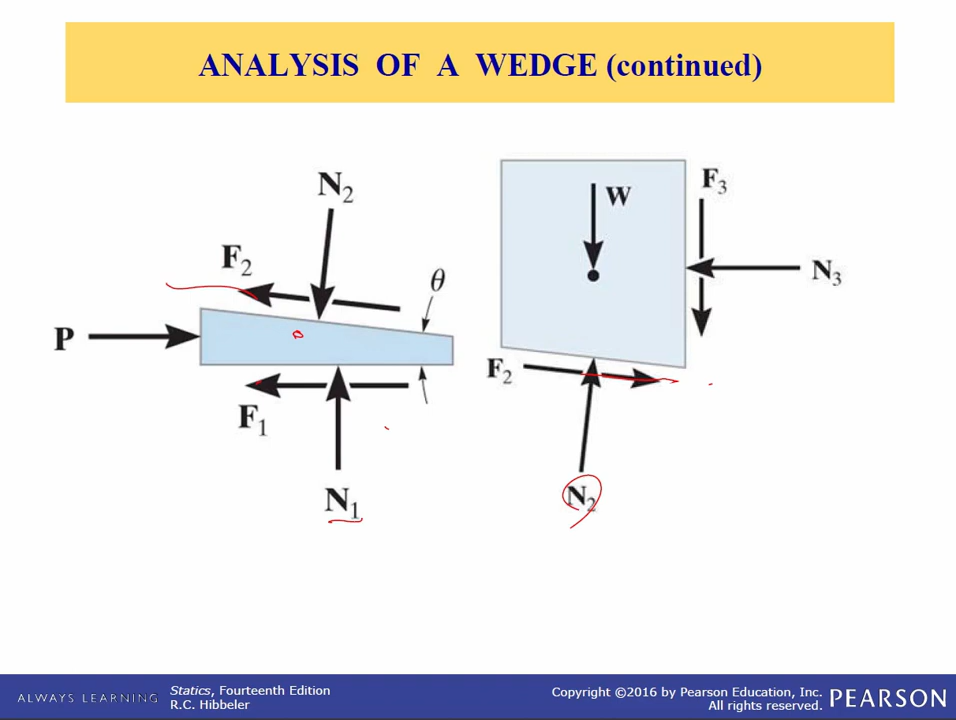 ANALYSIS OF A WEDGE (continued)
N2
F2
θ
P
F1
N1
W
F3
N3
F2
N2
ALWAYS LEARNING
Statics, Fourteenth Edition
R.C. Hibbeler
Copyright ©2016 by Pearson Education, Inc.
All rights reserved.
PEARSON